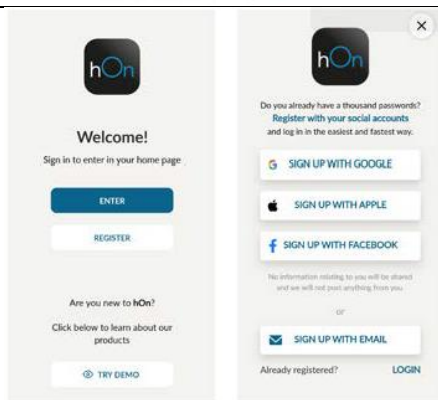 hOn
Welcome!
Sign in to enter in your home page
ENTER
REGISTER
Are you new to hOn?
Click below to learn about our
products
TRY DEMO
hOn
Do you already have a thousand passwords?
Register with your social accounts
and log in in the easiest and fastest way.
SIGN UP WITH GOOGLE
SIGN UP WITH APPLE
SIGN UP WITH FACEBOOK
No information relating to you will be shared
and we will not post anything from you
or
SIGN UP WITH EMAIL
Already registered? LOGIN